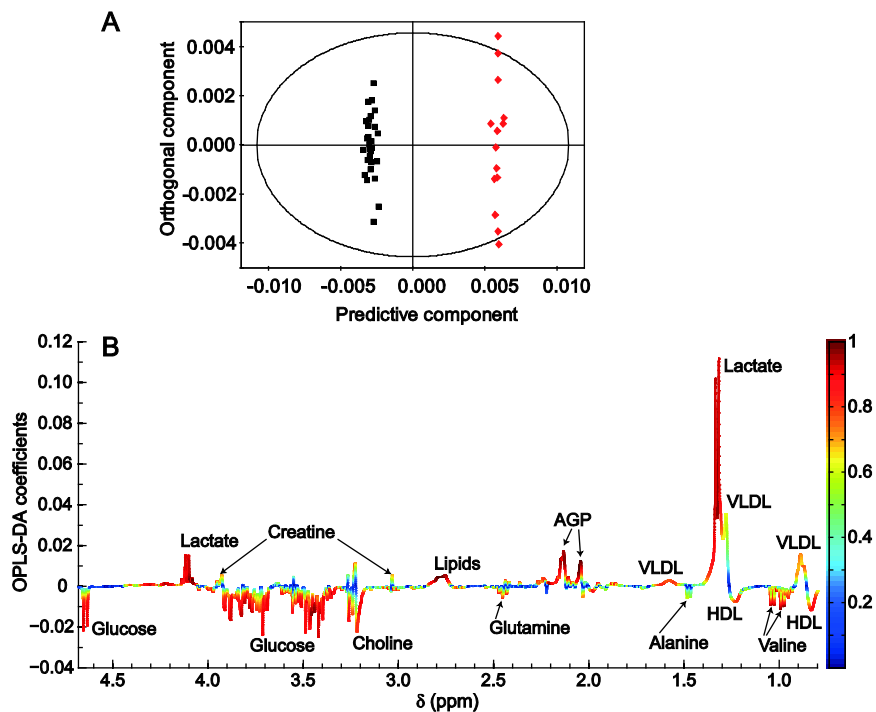 A
Orthogonal component
0.004
0.002
0.000
-0.002
-0.004
-0.010
-0.005
0.000
0.005
0.010
Predictive component
B
OPLS-DA coefficients
0.12
0.10
0.08
0.06
0.04
0.02
0
−0.02
−0.04
Lactate
VLDL
AGP
Creatine
Lactate
Lipids
VLDL
VLDL
Glucose
Glucose
Choline
Glutamine
Alanine
HDL
Valine
HDL
4.5
4.0
3.5
3.0
2.5
2.0
1.5
1.0
δ (ppm)
1
0.8
0.6
0.4
0.2